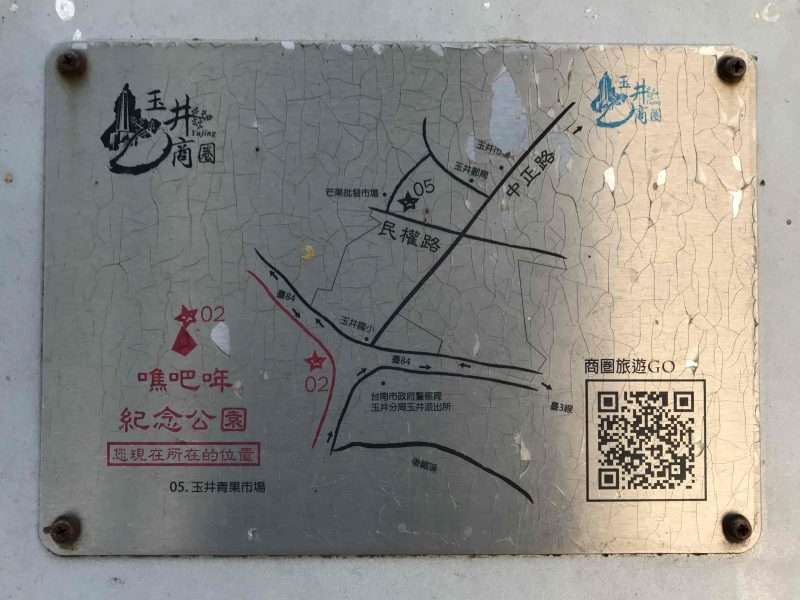 玉井
Yujing
商圈
玉井
商圈
玉井市
玉井郵局
中正路
芒果批發市場
05
民權路
臺84
玉井國小
臺84
02
噍吧哖
紀念公園
您現在所在的位置
02
05. 玉井青果市場
台南市政府警察局
玉井分局玉井派出所
臺3線
商圈旅遊GO